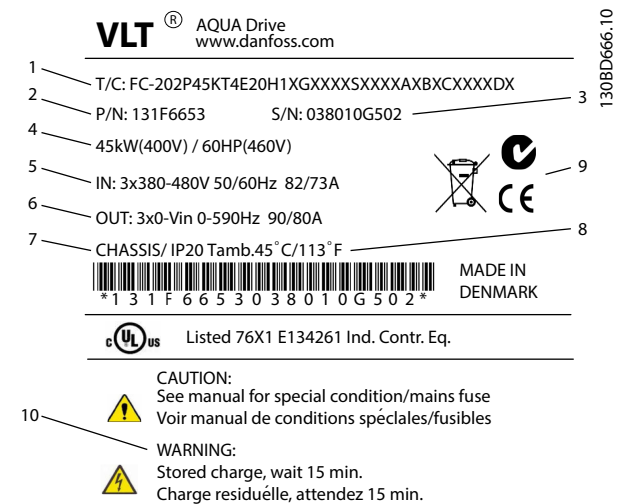 VLT ® AQUA Drive
www.danfoss.com
130BD666.10
1
T/C: FC-202P45KT4E20H1XGXXXXSXXXXAXBXCXXXXDX
2
P/N: 131F6653 S/N: 038010G502
3
4
45kW(400V) / 60HP(460V)
5
IN: 3x380-480V 50/60Hz 82/73A
9
CE
6
OUT: 3x0-Vin 0-590Hz 90/80A
7
CHASSIS/ IP20 Tamb.45˚C/113˚F
8
*131F6653038010G502*
MADE IN
DENMARK
c UL us Listed 76X1 E134261 Ind. Contr. Eq.
CAUTION:
See manual for special condition/mains fuse
Voir manual de conditions spéclales/fusibles
10
WARNING:
Stored charge, wait 15 min.
Charge residuélle, attendez 15 min.